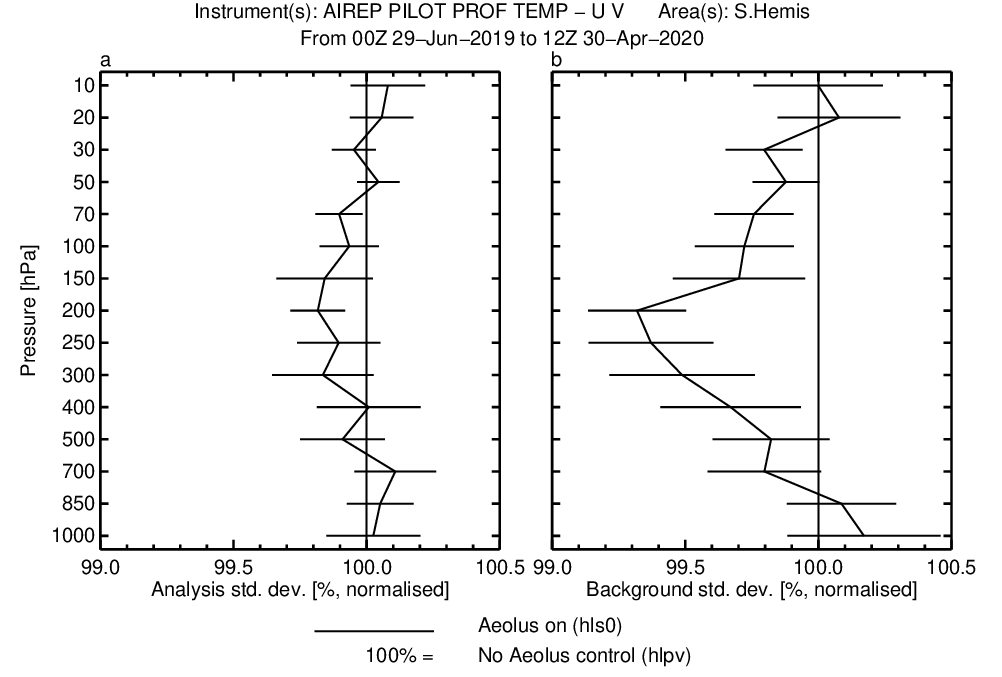 Instrument(s): AIREP PILOT PROF TEMP – U V Area(s): S.Hemis
From 00Z 29–Jun–2019 to 12Z 30–Apr–2020
a b
Pressure [hPa]
10
20
30
50
70
100
150
200
250
300
400
500
700
850
1000
99.0 99.5 100.0 100.5 99.0 99.5 100.0 100.5
Analysis std. dev. [%, normalised] Background std. dev. [%, normalised]
Aeolus on (hls0)
100% = No Aeolus control (hlpv)